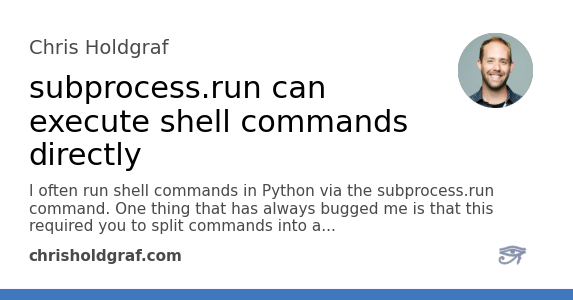 Chris Holdgraf
subprocess.run can
execute shell commands
directly
I often run shell commands in Python via the subprocess.run
command. One thing that has always bugged me is that this
required you to split commands into a...
chrisholdgraf.com